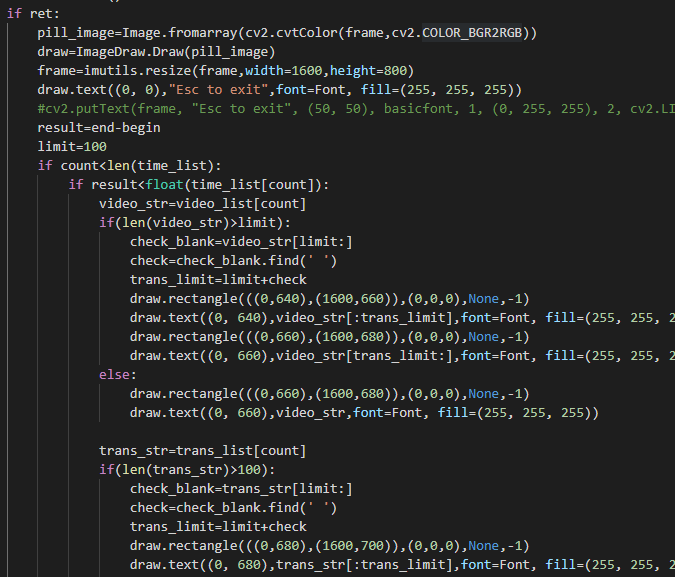 if ret:
    pill_image=Image.fromarray(cv2.cvtColor(frame,cv2.COLOR_BGR2RGB))
    draw=ImageDraw.Draw(pill_image)
    frame=imutils.resize(frame,width=1600,height=800)
    draw.text((0, 0),"Esc to exit",font=Font, fill=(255, 255, 255))
    #cv2.putText(frame, "Esc to exit", (50, 50), basicfont, 1, (0, 255, 255), 2, cv2.LI
    result=end-begin
    limit=100
    if count<len(time_list):
        if result<float(time_list[count]):
            video_str=video_list[count]
            if(len(video_str)>limit):
                check_blank=video_str[limit:]
                check=check_blank.find(' ')
                trans_limit=limit+check
                draw.rectangle(((0,640),(1600,660)),(0,0,0),None,-1)
                draw.text((0, 640),video_str[:trans_limit],font=Font, fill=(255, 255, 2
                draw.rectangle(((0,660),(1600,680)),(0,0,0),None,-1)
                draw.text((0, 660),video_str[trans_limit:],font=Font, fill=(255, 255, 2
            else:
                draw.rectangle(((0,660),(1600,680)),(0,0,0),None,-1)
                draw.text((0, 660),video_str,font=Font, fill=(255, 255, 255))

            trans_str=trans_list[count]
            if(len(trans_str)>100):
                check_blank=trans_str[limit:]
                check=check_blank.find(' ')
                trans_limit=limit+check
                draw.rectangle(((0,680),(1600,700)),(0,0,0),None,-1)
                draw.text((0, 680),trans_str[:trans_limit],font=Font, fill=(255, 255, 2